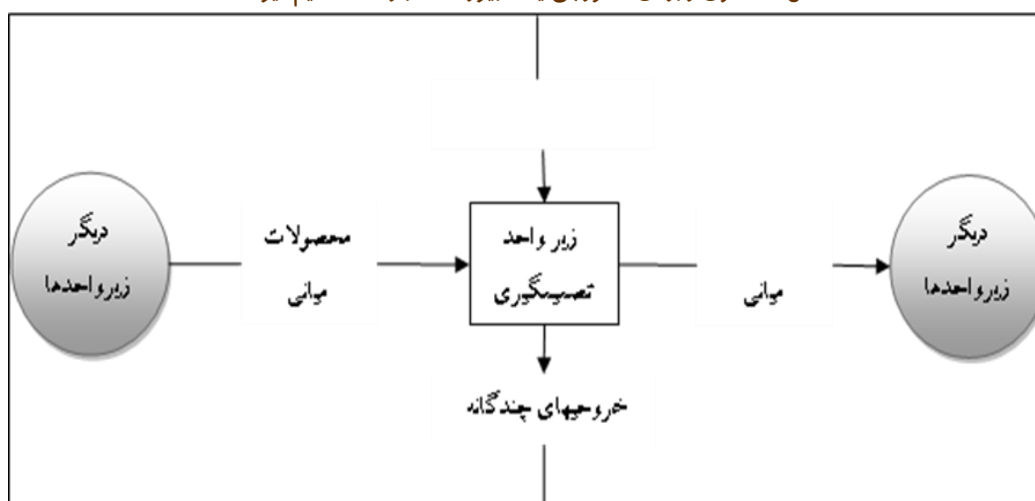 دیگر
زیرواحدها
محصولات
میانی
زیر واحد
تصمیمگیری
میانی
دیگر
زیرواحدها
خروجیهای چندگانه